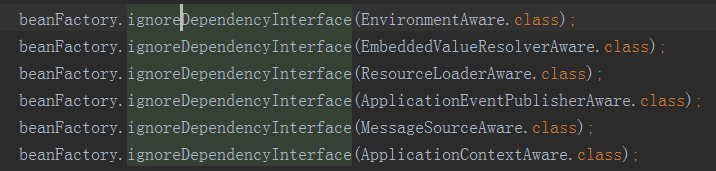 beanFactory.ignoreDependencyInterface(EnvironmentAware.class);
beanFactory.ignoreDependencyInterface(EmbeddedValueResolverAware.class);
beanFactory.ignoreDependencyInterface(ResourceLoaderAware.class);
beanFactory.ignoreDependencyInterface(ApplicationEventPublisherAware.class);
beanFactory.ignoreDependencyInterface(MessageSourceAware.class);
beanFactory.ignoreDependencyInterface(ApplicationContextAware.class);